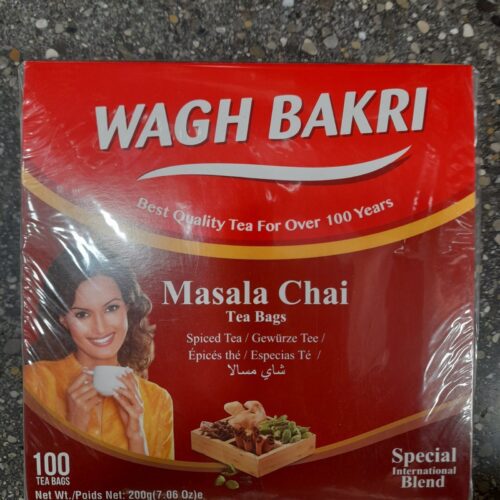 WAGH BAKRI
Best Quality Tea For Over 100 Years
Masala Chai
Tea Bags
Spiced Tea / Gewürze Tee /
Épicés thé / Especias Té /
شاي مسالا
100
TEA BAGS
Net Wt./Poids Net: 200g(7.06 Oz)e
Special
International
Blend